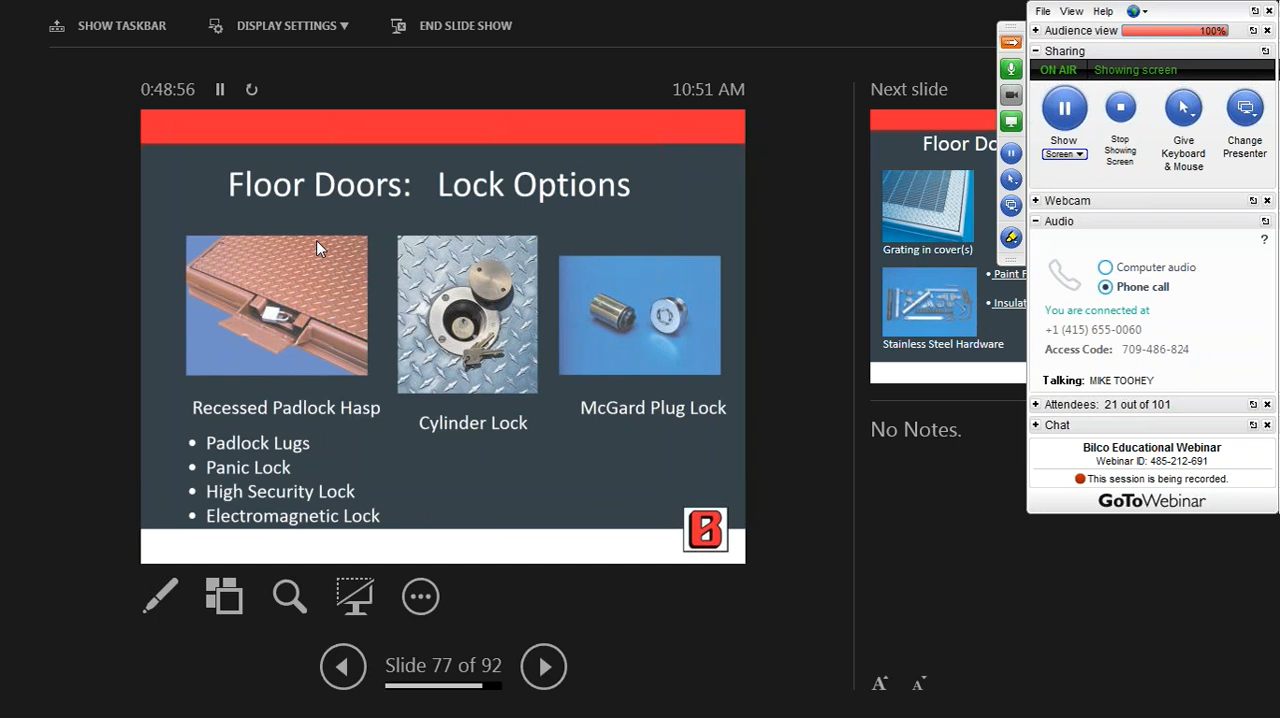 SHOW TASKBAR
DISPLAY SETTINGS
END SLIDE SHOW
0:48:56
10:51 AM
Floor Doors: Lock Options
Recessed Padlock Hasp
Cylinder Lock
McGard Plug Lock
• Padlock Lugs
• Panic Lock
• High Security Lock
• Electromagnetic Lock
B
Slide 77 of 92
Next slide
Floor Do
Grating in cover(s)
• Paint F
• Insulat
Stainless Steel Hardware
No Notes.
A A
File View Help
Audience view 100%
Sharing
ON AIR Showing screen
Show
Screen
Stop
Showing
Screen
Give
Keyboard
& Mouse
Change
Presenter
Webcam
Audio
?
Computer audio
Phone call
You are connected at
+1 (415) 655-0060
Access Code: 709-486-824
Talking: MIKE TOOHEY
Attendees: 21 out of 101
Chat
Bilco Educational Webinar
Webinar ID: 485-212-691
This session is being recorded.
GoToWebinar